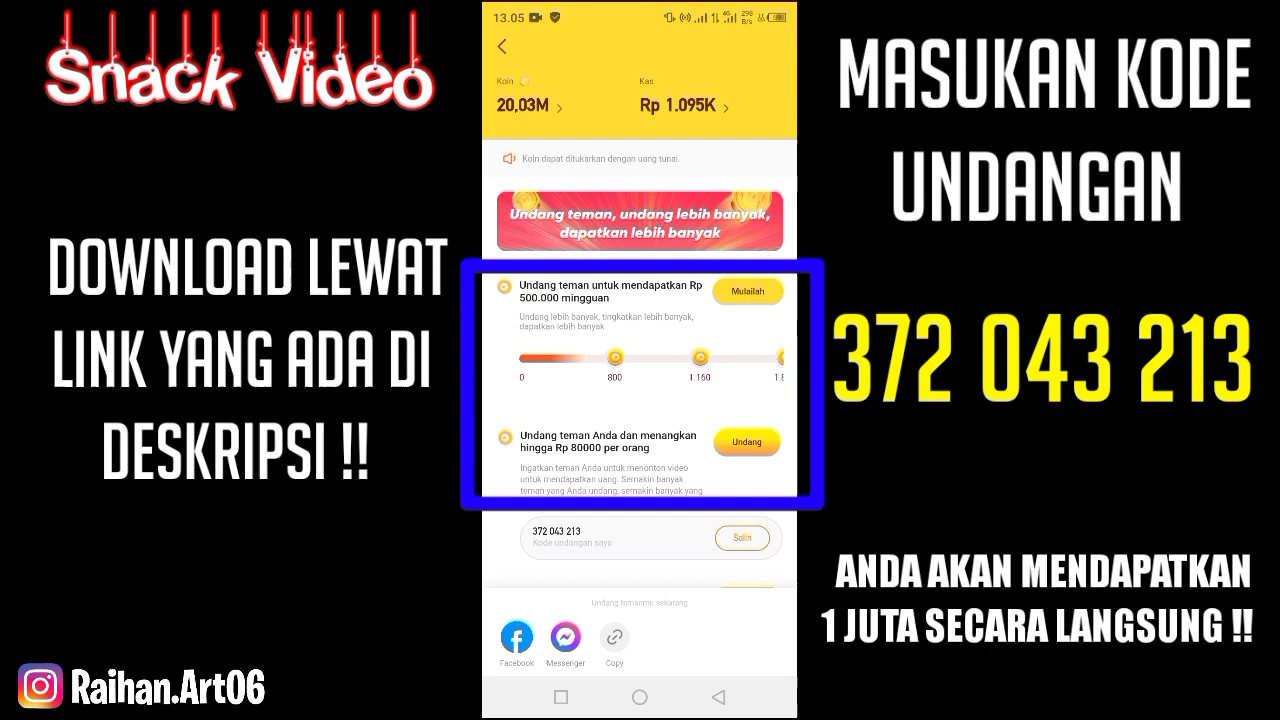 Snack Video
DOWNLOAD LEWAT
LINK YANG ADA DI
DESKRIPSI !!
Raihan.Art06
13.05
4G
298
B/s
Koin
Kas
20,03M
Rp 1.095K
Koin dapat ditukarkan dengan uang tunai.
Undang teman, undang lebih banyak,
dapatkan lebih banyak
Undang teman untuk mendapatkan Rp
500.000 mingguan
Mulailah
Undang lebih banyak, tingkatkan lebih banyak,
dapatkan lebih banyak
0
800
1.160
1.8
Undang teman Anda dan menangkan
hingga Rp 80000 per orang
Undang
Ingatkan teman Anda untuk menonton video
untuk mendapatkan uang. Semakin banyak
teman yang Anda undang, semakin banyak yang
372 043 213
Kode undangan saya
Salin
Undang temanmu sekarang
Facebook
Messenger
Copy
MASUKAN KODE
UNDANGAN
372 043 213
ANDA AKAN MENDAPATKAN
1 JUTA SECARA LANGSUNG !!